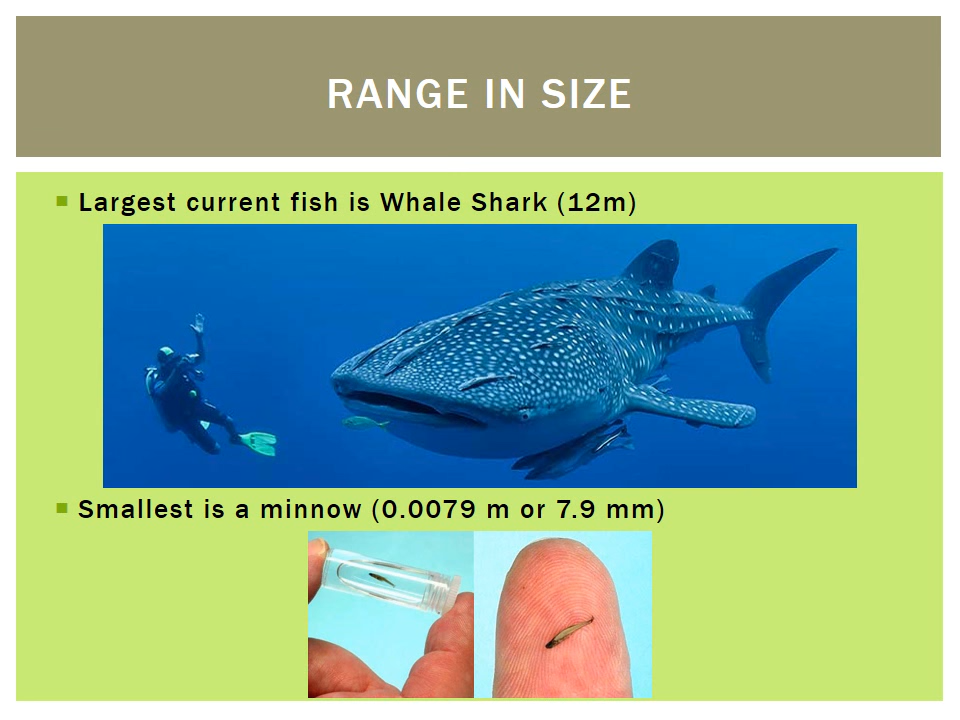 RANGE IN SIZE
Largest current fish is Whale Shark (12m)
Smallest is a minnow (0.0079 m or 7.9 mm)